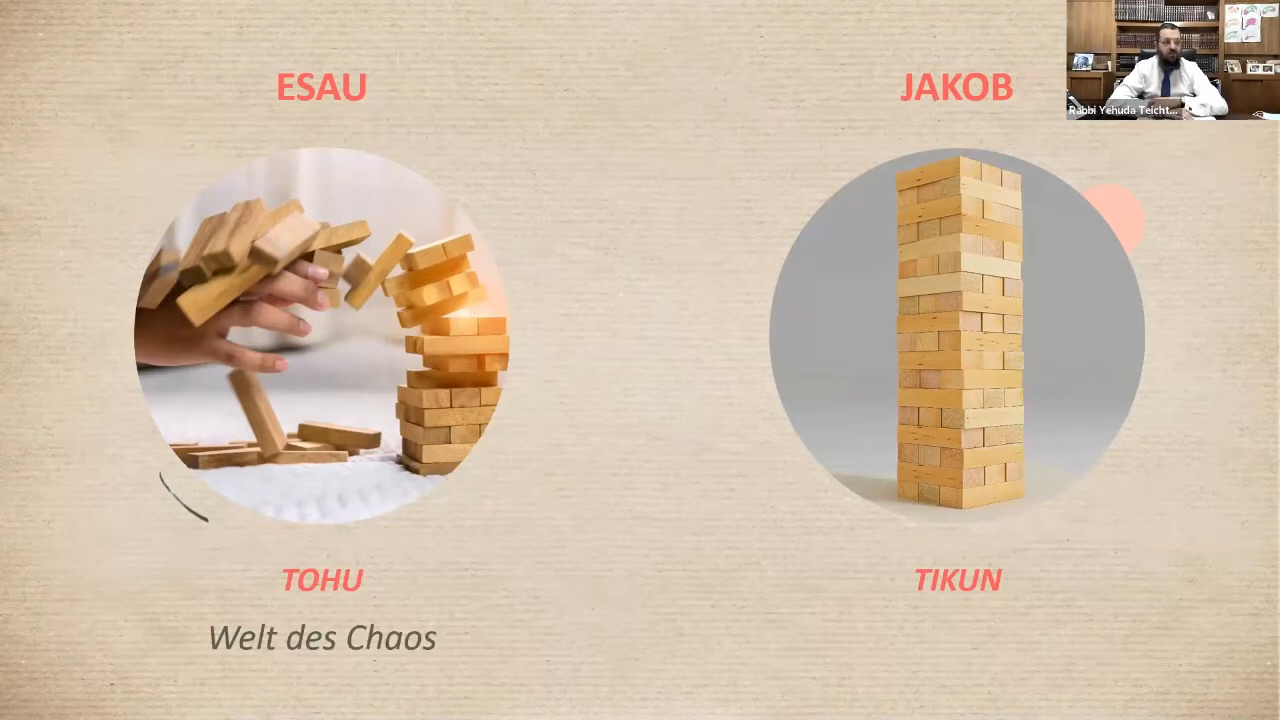 ESAU
JAKOB
Rabbi Yehuda Teicht...
TOHU
TIKUN
Welt des Chaos